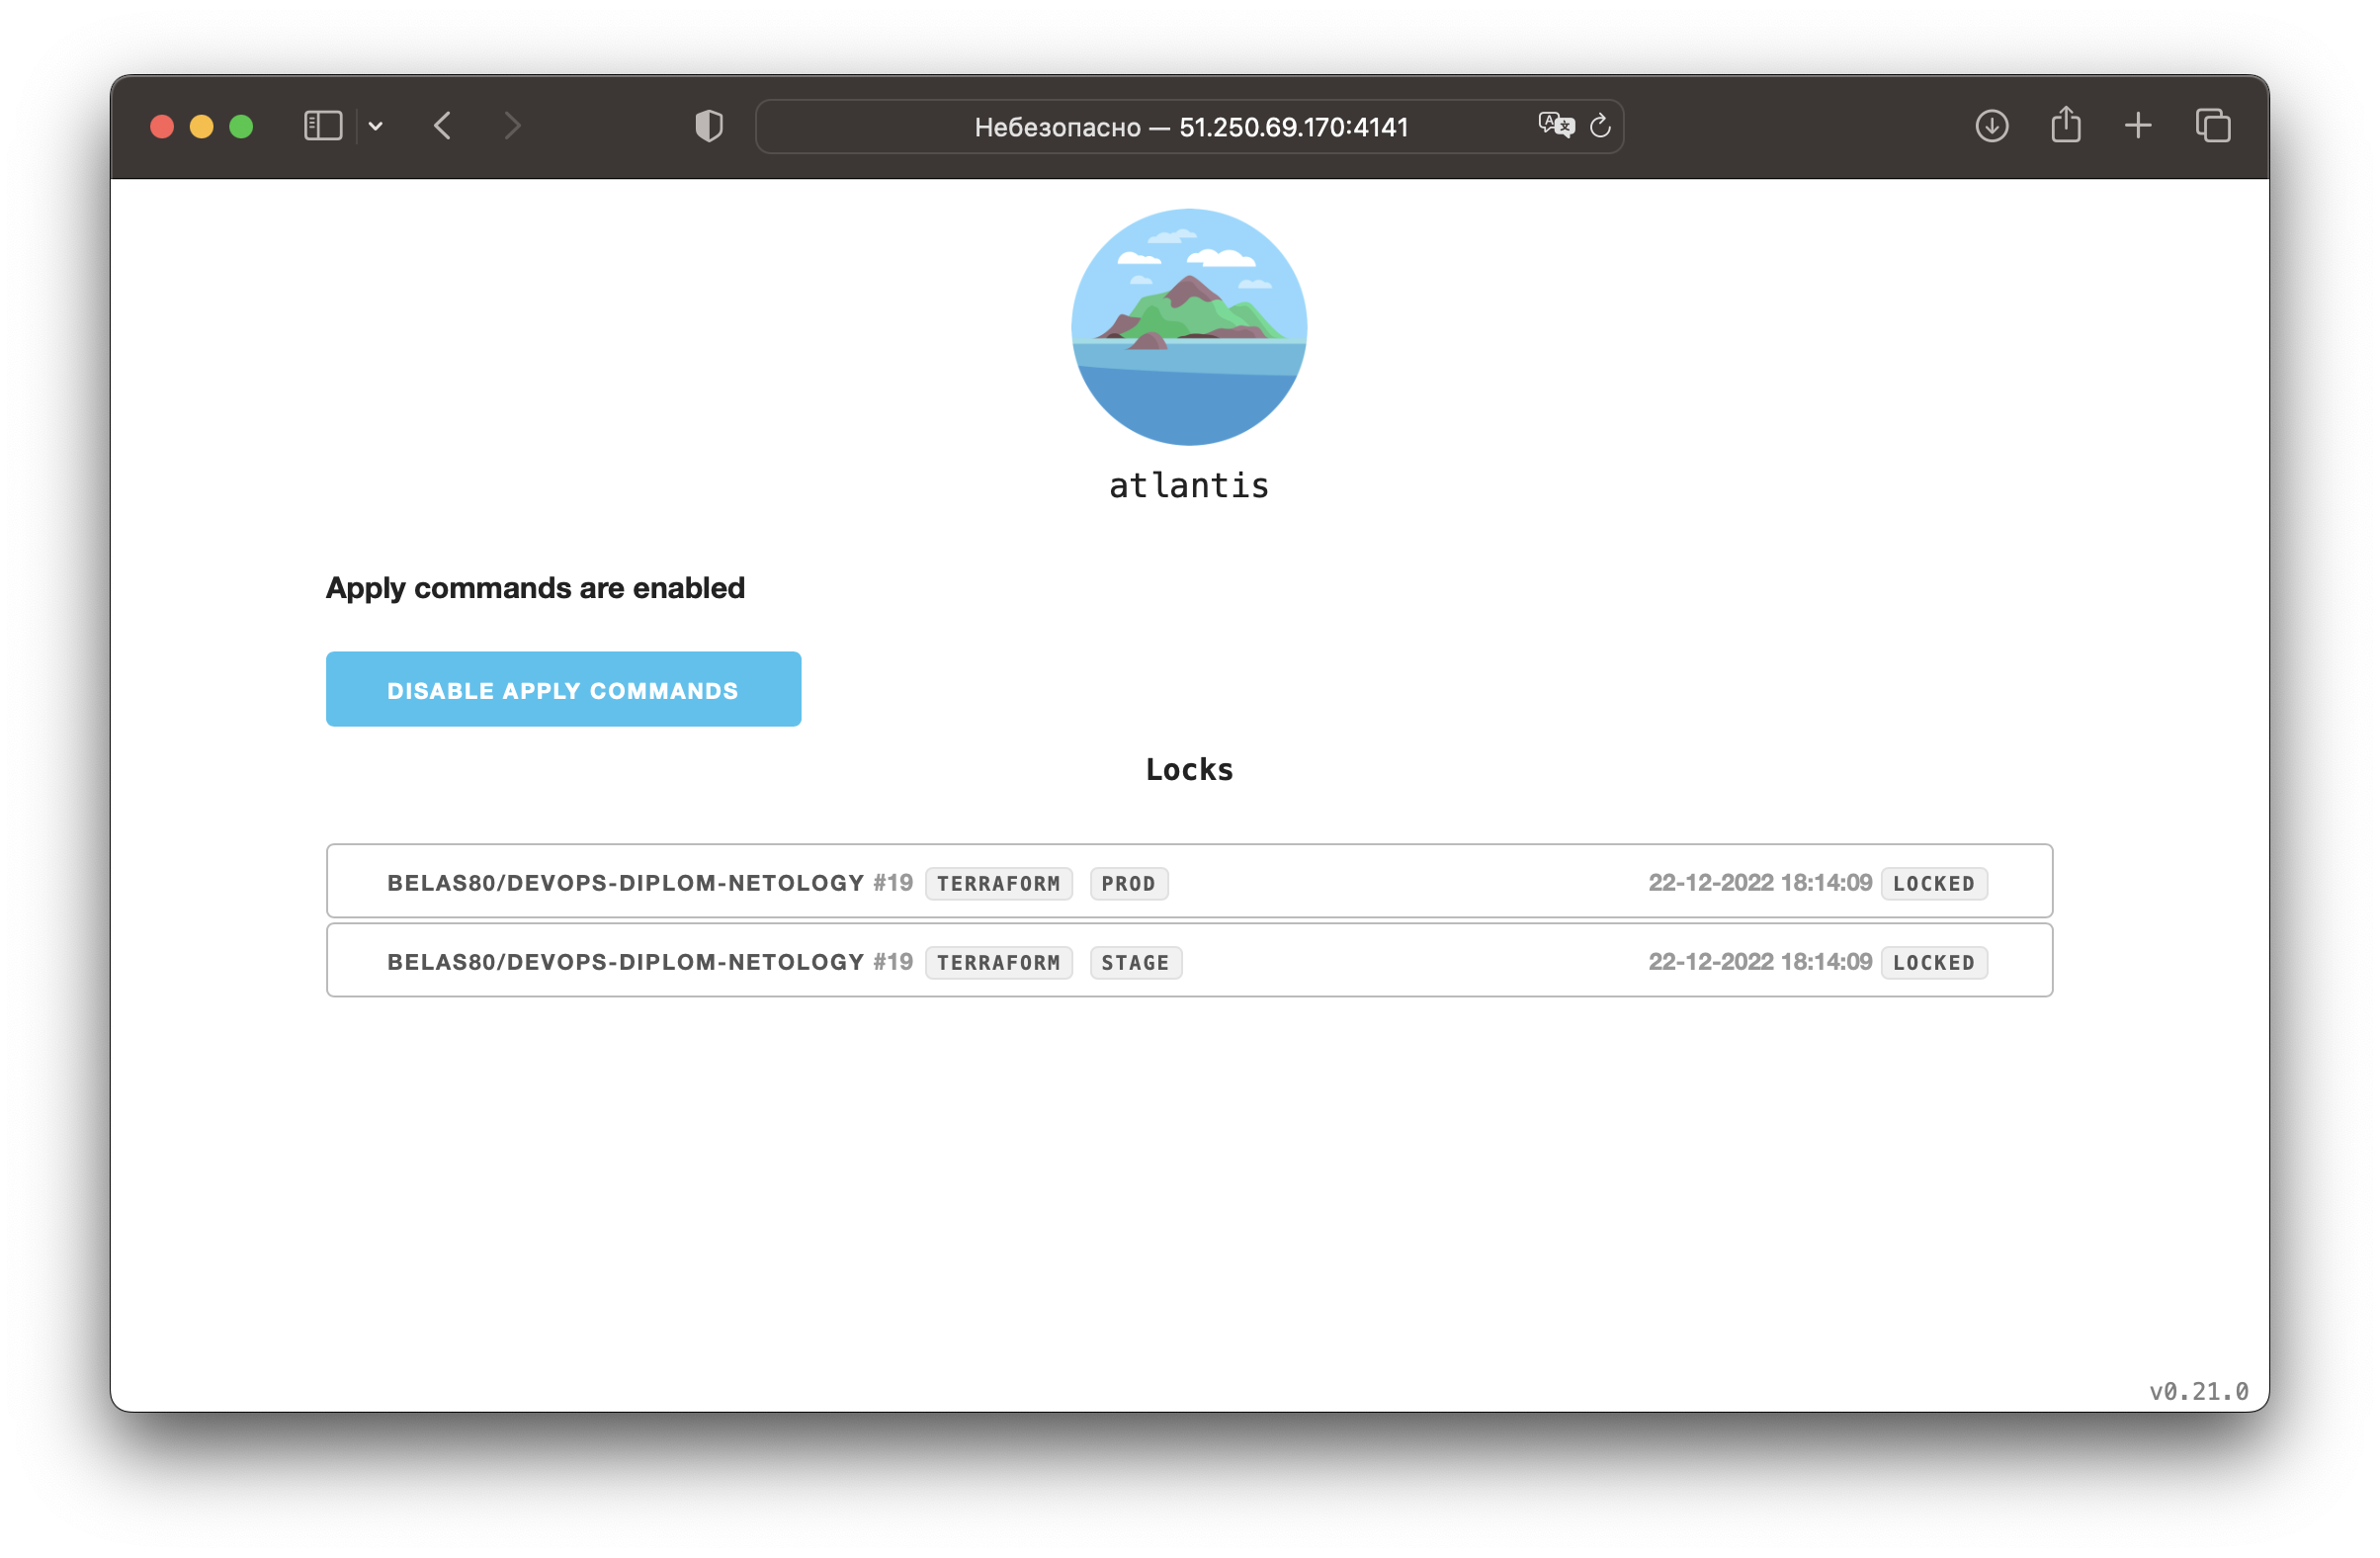 Небезопасно — 51.250.69.170:4141
atlantis
Apply commands are enabled
DISABLE APPLY COMMANDS
Locks
BELAS80/DEVOPS-DIPLOM-NETOLOGY #19 TERRAFORM PROD 22-12-2022 18:14:09 LOCKED
BELAS80/DEVOPS-DIPLOM-NETOLOGY #19 TERRAFORM STAGE 22-12-2022 18:14:09 LOCKED
v0.21.0